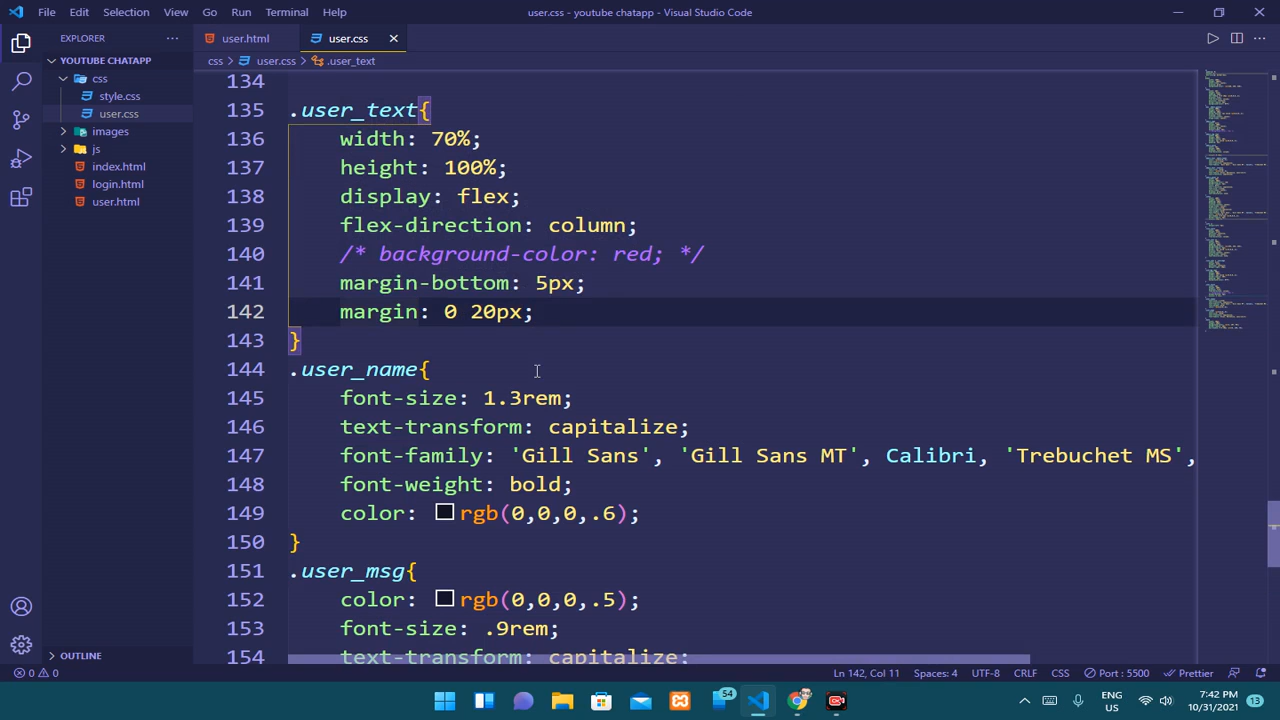 File Edit Selection View Go Run Terminal Help
user.css - youtube chatapp - Visual Studio Code
EXPLORER
user.html
user.css
css > user.css > .user_text
YOUTUBE CHATAPP
css
style.css
user.css
images
js
index.html
login.html
user.html
134
135 .user_text{
136 width: 70%;
137 height: 100%;
138 display: flex;
139 flex-direction: column;
140 /* background-color: red; */
141 margin-bottom: 5px;
142 margin: 0 20px;
143 }
144 .user_name{
145 font-size: 1.3rem;
146 text-transform: capitalize;
147 font-family: 'Gill Sans', 'Gill Sans MT', Calibri, 'Trebuchet MS',
148 font-weight: bold;
149 color: rgb(0,0,0,.6);
150 }
151 .user_msg{
152 color: rgb(0,0,0,.5);
153 font-size: .9rem;
154 text-transform: capitalize;
OUTLINE
0 0
Ln 142, Col 11 Spaces: 4 UTF-8 CRLF CSS Port : 5500 Prettier
54
ENG
US
7:42 PM
10/31/2021
13